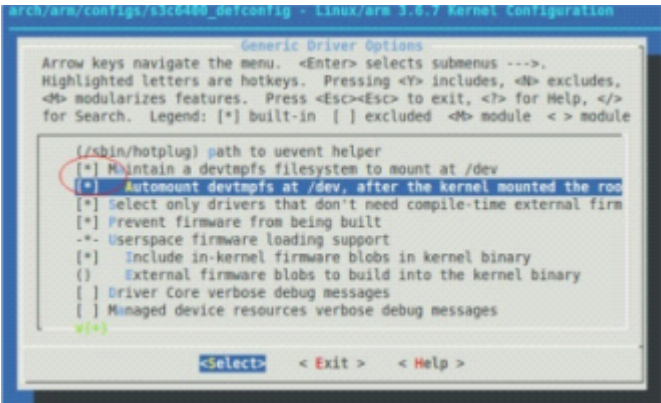 arch/arm/configs/s3c6400_defconfig - Linux/arm 3.6.7 Kernel Configuration
Generic Driver Options
Arrow keys navigate the menu. <Enter> selects submenus --->.
Highlighted letters are hotkeys. Pressing <Y> includes, <N> excludes,
<M> modularizes features. Press <Esc><Esc> to exit, <?> for Help, </>
for Search. Legend: [*] built-in [ ] excluded <M> module < > module
(/sbin/hotplug) path to uevent helper
[*] Maintain a devtmpfs filesystem to mount at /dev
[*] Automount devtmpfs at /dev, after the kernel mounted the roo
[*] Select only drivers that don't need compile-time external firm
[*] Prevent firmware from being built
-*- Userspace firmware loading support
[*] Include in-kernel firmware blobs in kernel binary
() External firmware blobs to build into the kernel binary
[ ] Driver Core verbose debug messages
[ ] Managed device resources verbose debug messages
v(+)
<Select> < Exit > < Help >